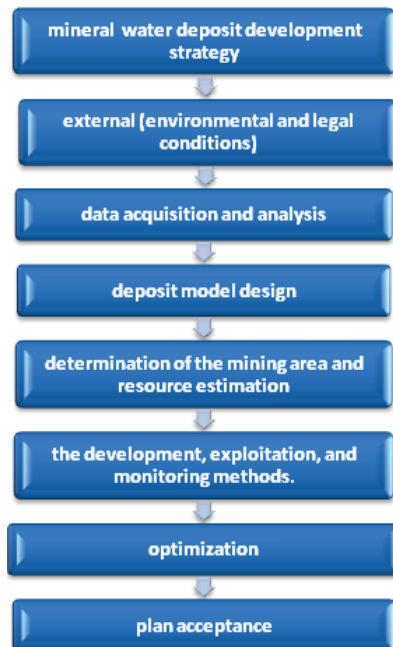 mineral water deposit development
strategy
external (environmental and legal
conditions)
data acquisition and analysis
deposit model design
determination of the mining area and
resource estimation
the development, exploitation, and
monitoring methods.
optimization
plan acceptance